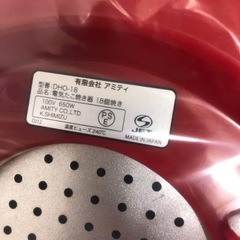 有限会社 アミティ
型番:DHO-18
品名:電気たこ焼き器 18個焼き
100V 650W
AMITY CO.,LTD
K.SHIMIZU
PS
E
JET
MADE IN JAPAN
温度ヒューズ 240℃